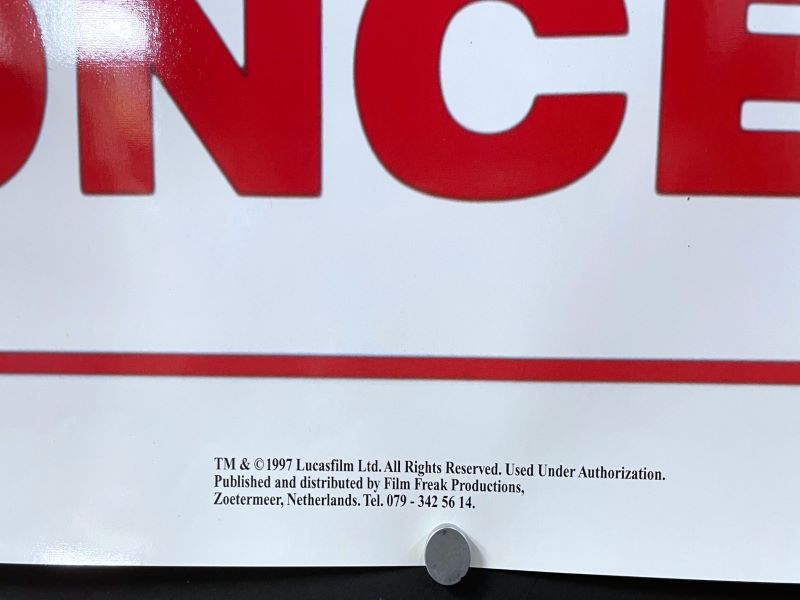 ONCE
TM & ©1997 Lucasfilm Ltd. All Rights Reserved. Used Under Authorization.
Published and distributed by Film Freak Productions,
Zoetermeer, Netherlands. Tel. 079 - 342 56 14.